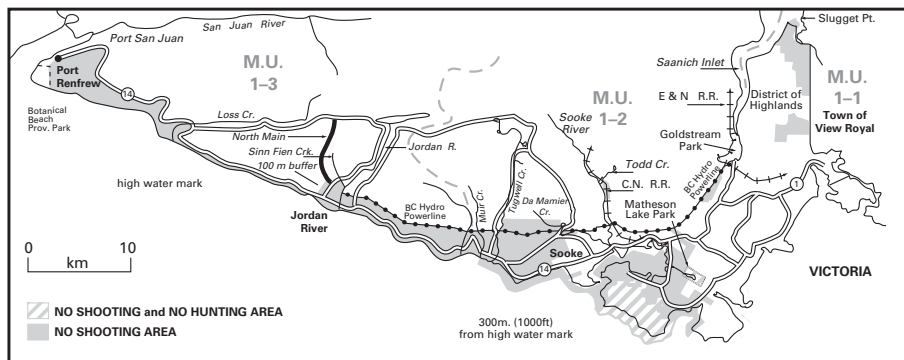 Slugget Pt.
San Juan River
Port San Juan
Saanich Inlet
M.U.
1–3
M.U.
1–1
Port
Renfrew
14
M.U.
1–2
E & N R.R.
District of
Highlands
Town of
View Royal
Botanical
Beach
Prov. Park
Loss Cr.
Sooke
River
Goldstream
Park
North Main
Sinn Fien Crk.
100 m buffer
Jordan R.
Todd Cr.
C.N. R.R.
BC Hydro
Powerline
1
high water mark
Jordan
River
BC Hydro
Powerline
Muir Cr.
Tugwell Cr.
Da Mamier
Cr.
Matheson
Lake Park
0 10
km
Sooke
14
VICTORIA
NO SHOOTING and NO HUNTING AREA
NO SHOOTING AREA
300m. (1000ft)
from high water mark